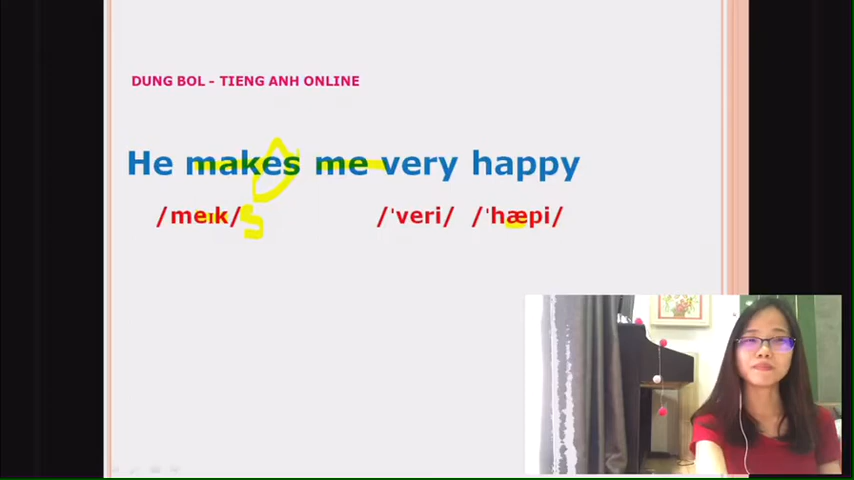 DUNG BOL - TIENG ANH ONLINE
He makes me very happy
/meɪk/s /ˈveri/ /ˈhæpi/